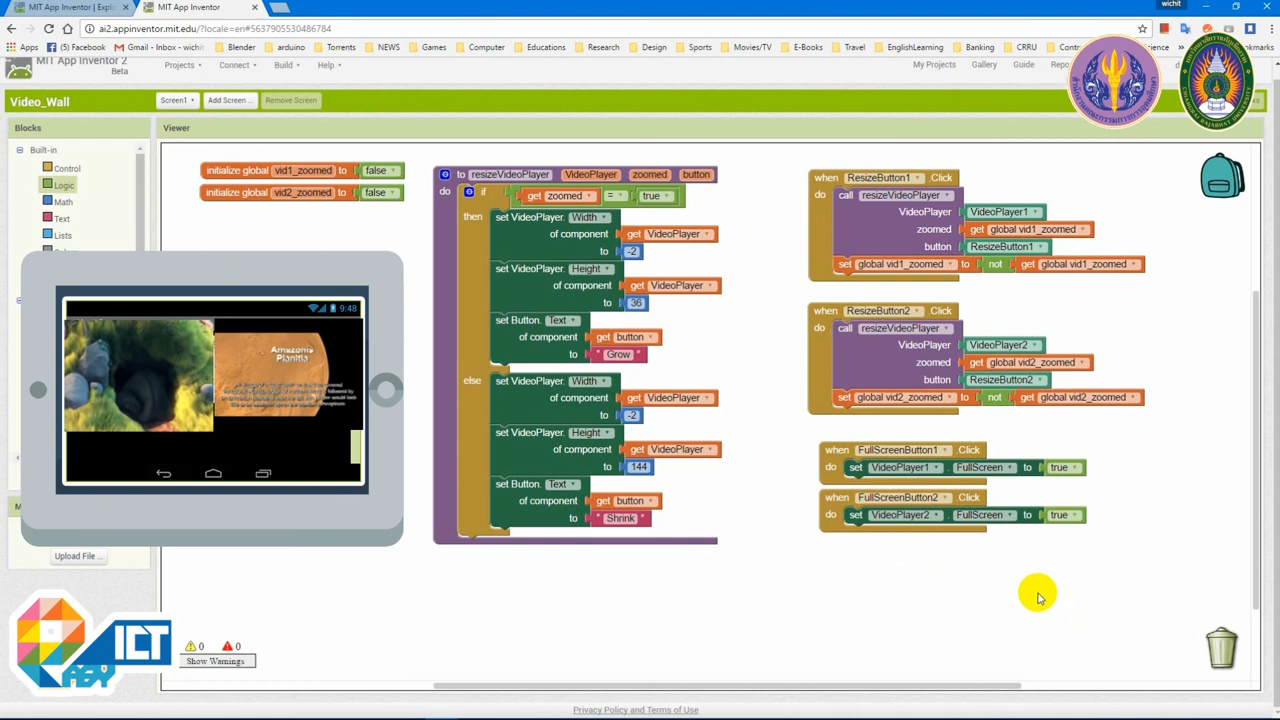 MIT App Inventor | Expl
MIT App Inventor
wichit
ai2.appinventor.mit.edu/?locale=en#5637905530486784
Apps
(5) Facebook
Gmail - Inbox - wichit
Blender
arduino
Torrents
NEWS
Games
Computer
Educations
Research
Design
Sports
Movies/TV
E-Books
Travel
EnglishLearner
Banking
CRRU
MIT App Inventor 2
Beta
Projects
Connect
Build
Help
My Projects
Gallery
Guide
Video_Wall
Screen1
Add Screen ...
Remove Screen
Blocks
Viewer
Built-in
Control
Logic
Math
Text
Lists
Upload File ...
initialize global vid1_zoomed to false
initialize global vid2_zoomed to false
to resizeVideoPlayer VideoPlayer zoomed button
do if get zoomed = true
then set VideoPlayer. Width
of component get VideoPlayer
to -2
set VideoPlayer. Height
of component get VideoPlayer
to 36
set Button. Text
of component get button
to " Grow "
else set VideoPlayer. Width
of component get VideoPlayer
to -2
set VideoPlayer. Height
of component get VideoPlayer
to 144
set Button. Text
of component get button
to " Shrink "
when ResizeButton1 .Click
do call resizeVideoPlayer
VideoPlayer VideoPlayer1
zoomed get global vid1_zoomed
button ResizeButton1
set global vid1_zoomed to not get global vid1_zoomed
when ResizeButton2 .Click
do call resizeVideoPlayer
VideoPlayer VideoPlayer2
zoomed get global vid2_zoomed
button ResizeButton2
set global vid2_zoomed to not get global vid2_zoomed
when FullScreenButton1 .Click
do set VideoPlayer1 . FullScreen to true
when FullScreenButton2 .Click
do set VideoPlayer2 . FullScreen to true
9:48
Amazonis
Planitia
0 0
Show Warnings
ICT
Privacy Policy and Terms of Use